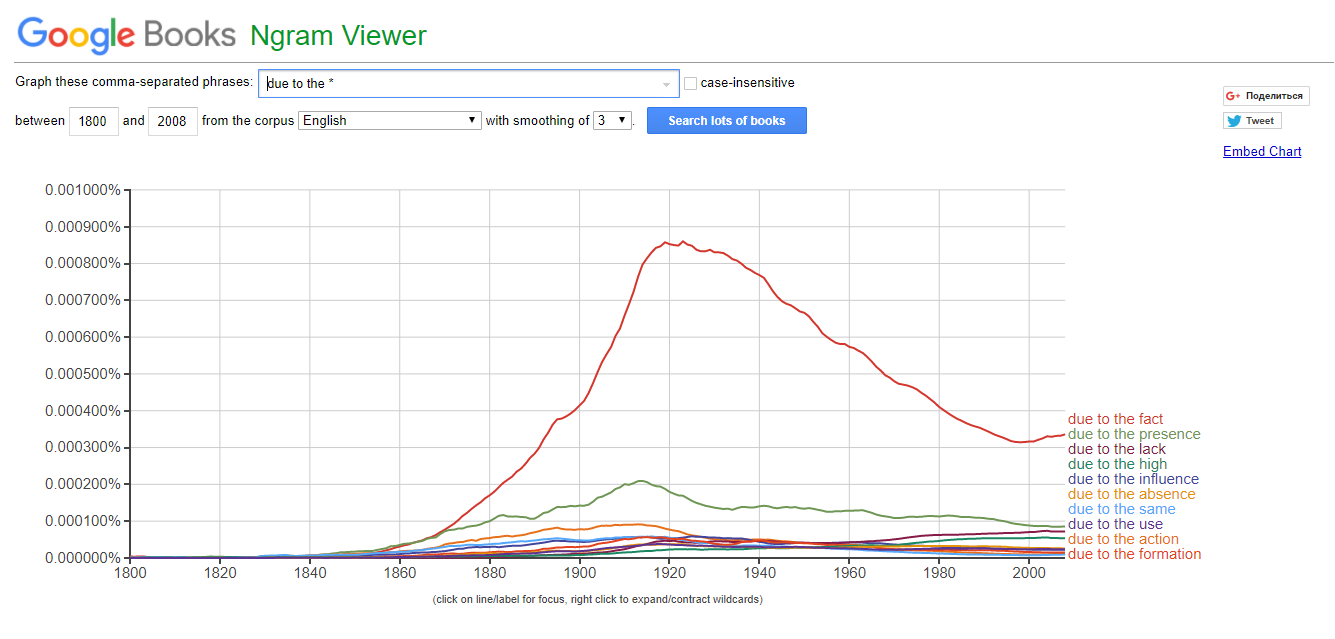 Google Books Ngram Viewer
Graph these comma-separated phrases: due to the * case-insensitive
between 1800 and 2008 from the corpus English with smoothing of 3 . Search lots of books
G+ Поделиться
Tweet
Embed Chart
0.001000%
0.000900%
0.000800%
0.000700%
0.000600%
0.000500%
0.000400%
0.000300%
0.000200%
0.000100%
0.000000%
1800 1820 1840 1860 1880 1900 1920 1940 1960 1980 2000
due to the fact
due to the presence
due to the lack
due to the high
due to the influence
due to the absence
due to the same
due to the use
due to the action
due to the formation
(click on line/label for focus, right click to expand/contract wildcards)